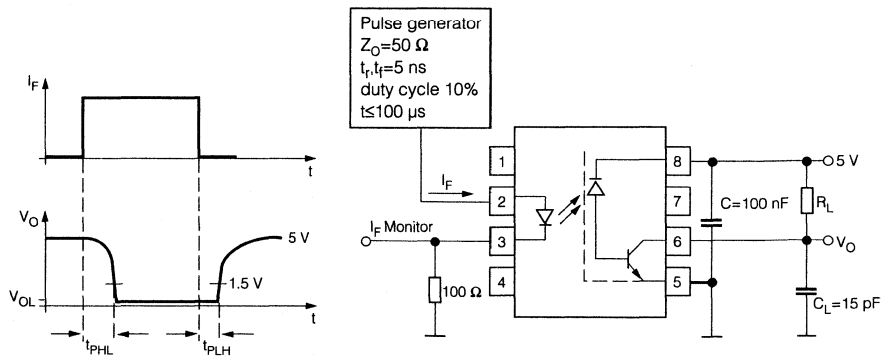 Pulse generator
Z_O=50 Ω
t_r,t_f=5 ns
duty cycle 10%
t≤100 µs
I_F
t
V_O
5 V
1.5 V
V_OL
t
t_PHL
t_PLH
I_F
I_F Monitor
100 Ω
1
2
3
4
8
7
6
5
C=100 nF
5 V
R_L
V_O
C_L=15 pF